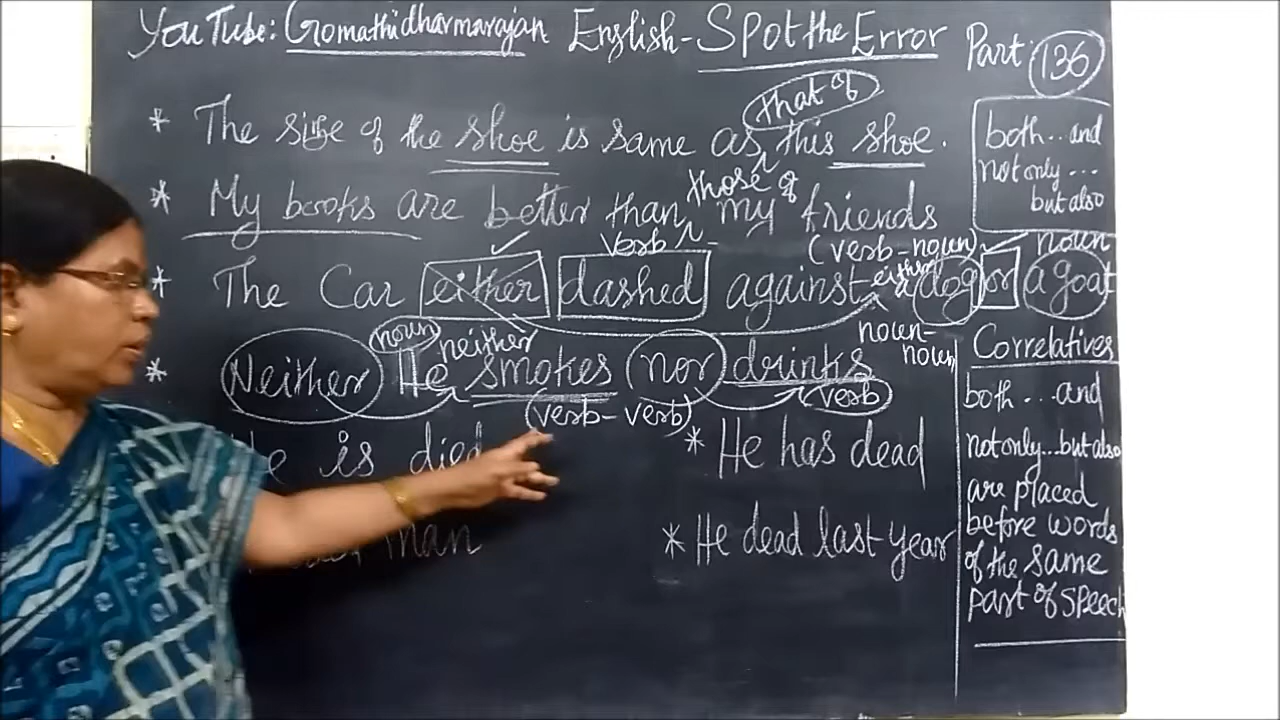 YouTube: Gomathidharmarajan English - Spot the Error Part: 136
that of
* The size of the shoe is same as this shoe.
those of
* My books are better than my friends
verb (verb-noun) noun
* The Car either dashed against either dog or a goat
noun neither noun-noun
* Neither He smokes nor drinks
(verb-verb) verb
is died
* He has dead
man
* He dead last year
both .. and
not only ...
but also
Correlatives
both ... and
not only...but also
are placed
before words
of the same
part of speech